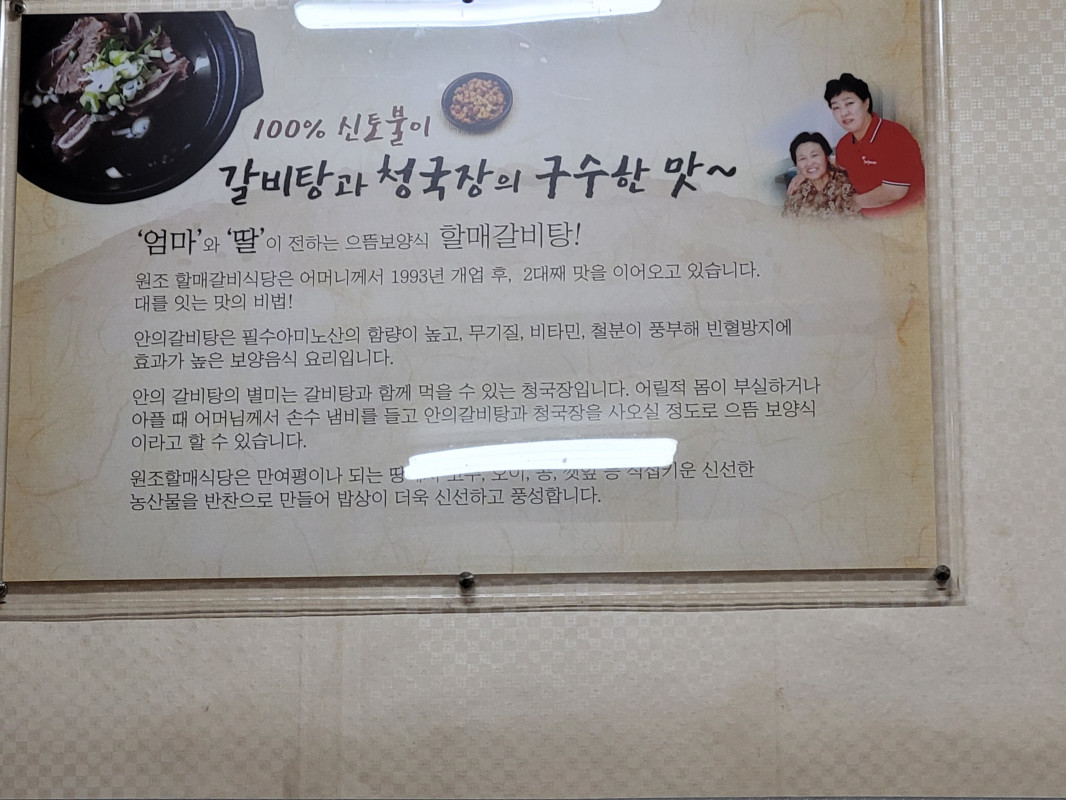 100% 신토불이
갈비탕과 청국장의 구수한 맛~
‘엄마’와 ‘딸’이 전하는 으뜸보양식 할매갈비탕!
원조 할매갈비식당은 어머니께서 1993년 개업 후, 2대째 맛을 이어오고 있습니다.
대를 잇는 맛의 비법!
안의갈비탕은 필수아미노산의 함량이 높고, 무기질, 비타민, 철분이 풍부해 빈혈방지에
효과가 높은 보양음식 요리입니다.
안의 갈비탕의 별미는 갈비탕과 함께 먹을 수 있는 청국장입니다. 어릴적 몸이 부실하거나
아플 때 어머님께서 손수 냄비를 들고 안의갈비탕과 청국장을 사오실 정도로 으뜸 보양식
이라고 할 수 있습니다.
원조할매식당은 만여평이나 되는 오이, 콩, 깻잎 등 직접키운 신선한
농산물을 반찬으로 만들어 밥상이 더욱 신선하고 풍성합니다.